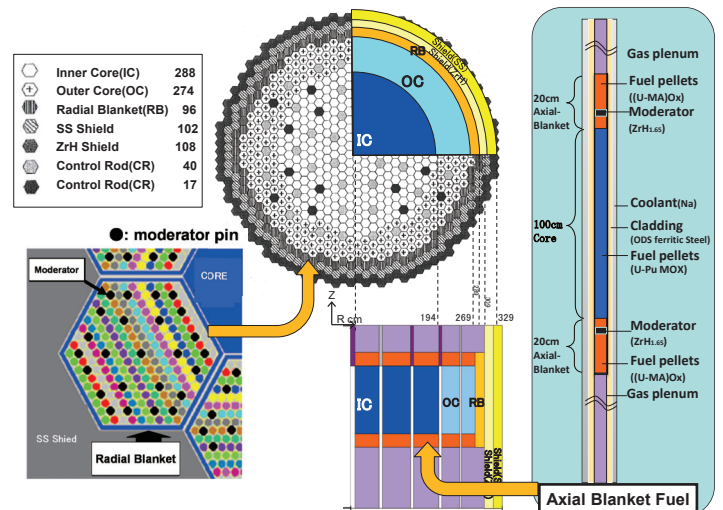 Inner Core(IC) 288
Outer Core(OC) 274
Radial Blanket(RB) 96
SS Shield 102
ZrH Shield 108
Control Rod(CR) 40
Control Rod(CR) 17
RB
Shield(SS)
Shield(ZrH)
OC
IC
●: moderator pin
Moderator
CORE
SS Shied
Radial Blanket
Z
R cm
194
269
329
IC
OC
RB
Axial Blanket Fuel
Gas plenum
Fuel pellets
((U-MA)Ox)
20cm
Axial-
Blanket
Moderator
(ZrH1.65)
100cm
Core
Coolant(Na)
Cladding
(ODS ferritic Steel)
Fuel pellets
(U-Pu MOX)
20cm
Axial-
Blanket
Moderator
(ZrH1.65)
Fuel pellets
((U-MA)Ox)
Gas plenum